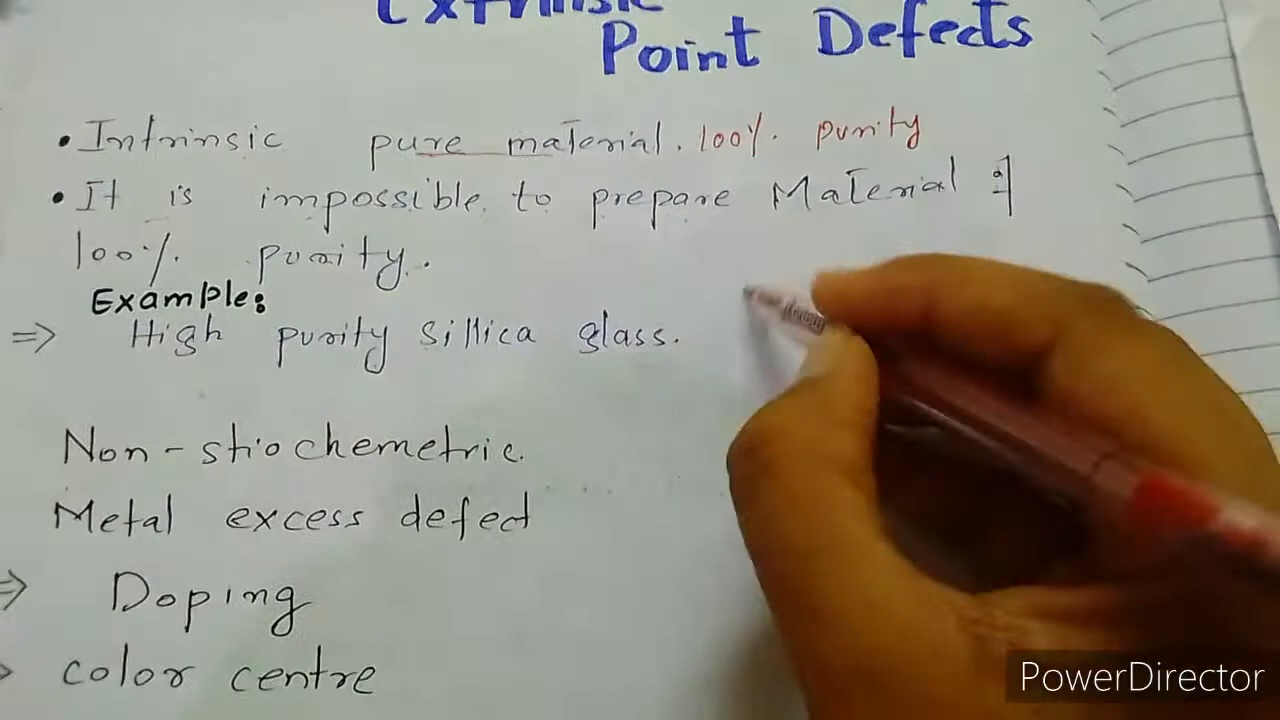 Extrinsic
Point Defects
• Intrinsic pure material. 100% purity
• It is impossible to prepare Material of
100% purity.
Example:
⇒ High purity sillica glass.
Non-stiochemetric.
Metal excess defect
⇒ Doping
color centre
PowerDirector